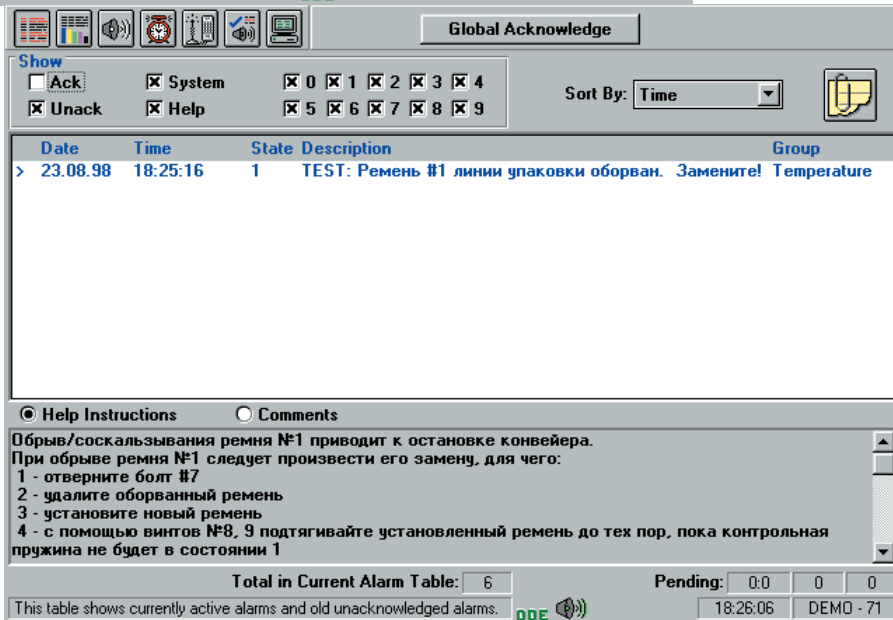 Global Acknowledge
Show
Ack System 0 1 2 3 4
Unack Help 5 6 7 8 9
Sort By: Time
Date Time State Description Group
> 23.08.98 18:25:16 1 TEST: Ремень #1 линии упаковки оборван. Замените! Temperature
Help Instructions Comments
Обрыв/соскальзывания ремня №1 приводит к остановке конвейера.
При обрыве ремня №1 следует произвести его замену, для чего:
1 - отверните болт #7
2 - удалите оборванный ремень
3 - установите новый ремень
4 - с помощью винтов №8, 9 подтягивайте установленный ремень до тех пор, пока контрольная
пружина не будет в состоянии 1
Total in Current Alarm Table: 6 Pending: 0:0 0 0
This table shows currently active alarms and old unacknowledged alarms. DDE 18:26:06 DEMO - 71